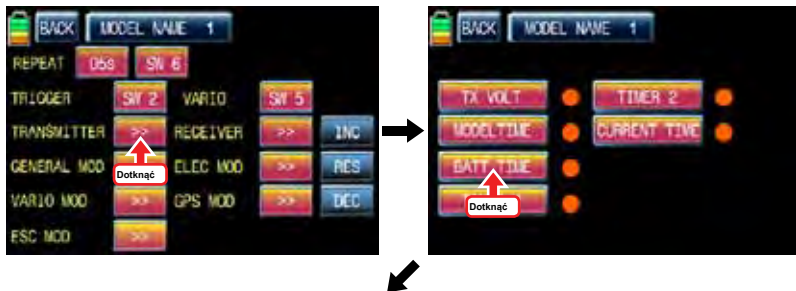 BACK MODEL NAME 1
REPEAT 05s SW 6
TRIGGER SW 2 VARIO SW 5
TRANSMITTER >> RECEIVER >> INC
GENERAL MOD ELEC MOD >> RES
Dotknąć
VARIO MOD >> GPS MOD >> DEC
ESC MOD >>
BACK MODEL NAME 1
TX VOLT TIMER 2
MODELTIME CURRENT TIME
BATT TIME
Dotknąć